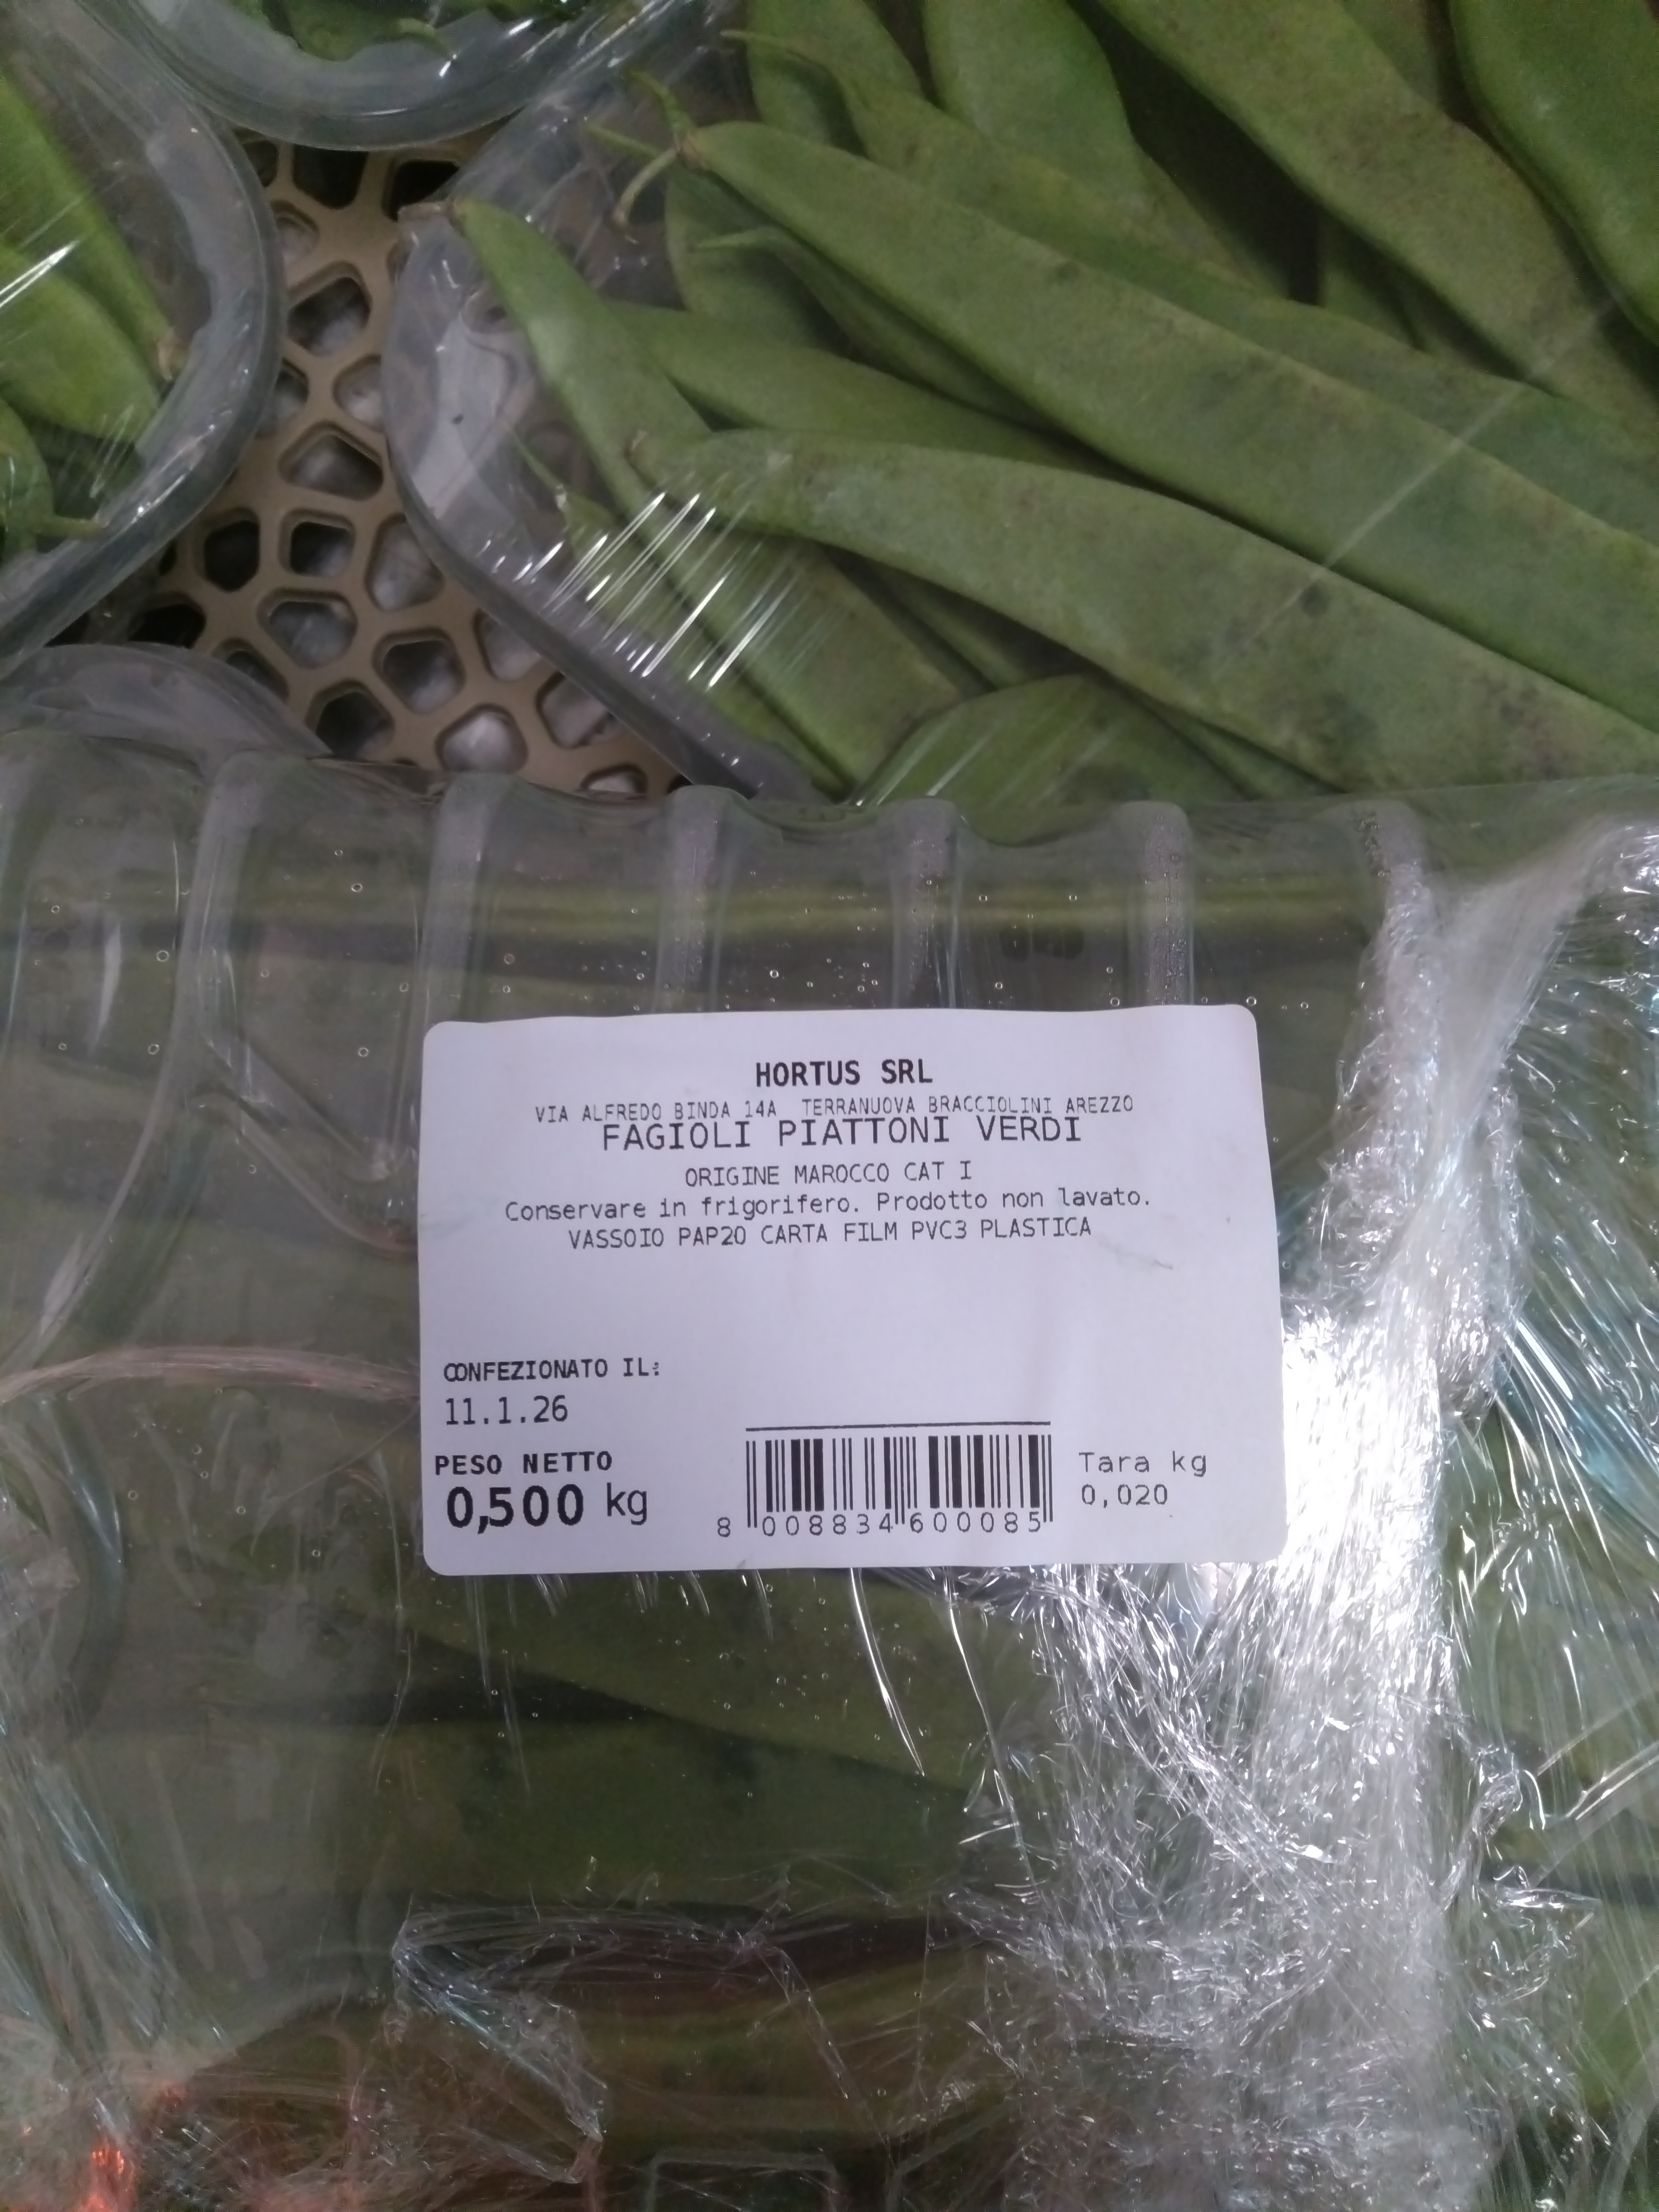 HORTUS SRL
VIA ALFREDO BINDA 14A TERRANUOVA BRACCIOLINI AREZZO
FAGIOLI PIATTONI VERDI
ORIGINE MAROCCO CAT I
Conservare in frigorifero. Prodotto non lavato.
VASSOIO PAP20 CARTA FILM PVC3 PLASTICA
CONFEZIONATO IL:
11.1.26
PESO NETTO
0,500 kg
8 008834 600085
Tara kg
0,020